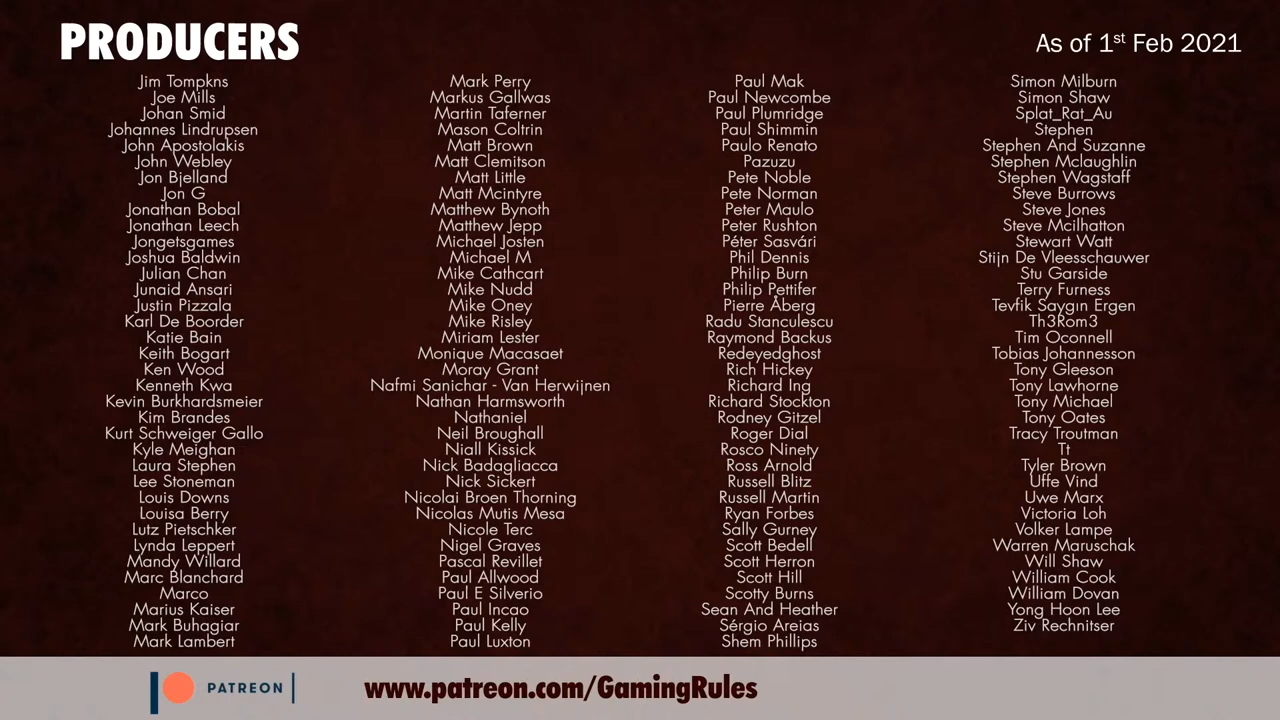 PRODUCERS
As of 1st Feb 2021
Jim Tompkns
Joe Mills
Johan Smid
Johannes Lindrupsen
John Apostolakis
John Webley
Jon Bjelland
Jon G
Jonathan Bobal
Jonathan Leech
Jongetsgames
Joshua Baldwin
Julian Chan
Junaid Ansari
Justin Pizzala
Karl De Boorder
Katie Bain
Keith Bogart
Ken Wood
Kenneth Kwa
Kevin Burkhardsmeier
Kim Brandes
Kurt Schweiger Gallo
Kyle Meighan
Laura Stephen
Lee Stoneman
Louis Downs
Louisa Berry
Lutz Pietschker
Lynda Leppert
Mandy Willard
Marc Blanchard
Marco
Marius Kaiser
Mark Buhagiar
Mark Lambert
Mark Perry
Markus Gallwas
Martin Taferner
Mason Coltrin
Matt Brown
Matt Clemitson
Matt Little
Matt Mcintyre
Matthew Bynoth
Matthew Jepp
Michael Josten
Michael M
Mike Cathcart
Mike Nudd
Mike Oney
Mike Risley
Miriam Lester
Monique Macasaet
Moray Grant
Nafmi Sanichar - Van Herwijnen
Nathan Harmsworth
Nathaniel
Neil Broughall
Niall Kissick
Nick Badagliacca
Nick Sickert
Nicolai Broen Thorning
Nicolas Mutis Mesa
Nicole Terc
Nigel Graves
Pascal Revillet
Paul Allwood
Paul E Silverio
Paul Incao
Paul Kelly
Paul Luxton
Paul Mak
Paul Newcombe
Paul Plumridge
Paul Shimmin
Paulo Renato
Pazuzu
Pete Noble
Pete Norman
Peter Maulo
Peter Rushton
Péter Sasvári
Phil Dennis
Philip Burn
Philip Pettifer
Pierre Åberg
Radu Stanculescu
Raymond Backus
Redeyedghost
Rich Hickey
Richard Ing
Richard Stockton
Rodney Gitzel
Roger Dial
Rosco Ninety
Ross Arnold
Russell Blitz
Russell Martin
Ryan Forbes
Sally Gurney
Scott Bedell
Scott Herron
Scott Hill
Scotty Burns
Sean And Heather
Sérgio Areias
Shem Phillips
Simon Milburn
Simon Shaw
Splat_Rat_Au
Stephen
Stephen And Suzanne
Stephen Mclaughlin
Stephen Wagstaff
Steve Burrows
Steve Jones
Steve Mcilhatton
Stewart Watt
Stijn De Vleesschauwer
Stu Garside
Terry Furness
Tevfik Saygın Ergen
Th3Rom3
Tim Oconnell
Tobias Johannesson
Tony Gleeson
Tony Lawhorne
Tony Michael
Tony Oates
Tracy Troutman
Tt
Tyler Brown
Uffe Vind
Uwe Marx
Victoria Loh
Volker Lampe
Warren Maruschak
Will Shaw
William Cook
William Dovan
Yong Hoon Lee
Ziv Rechnitser
PATREON
www.patreon.com/GamingRules